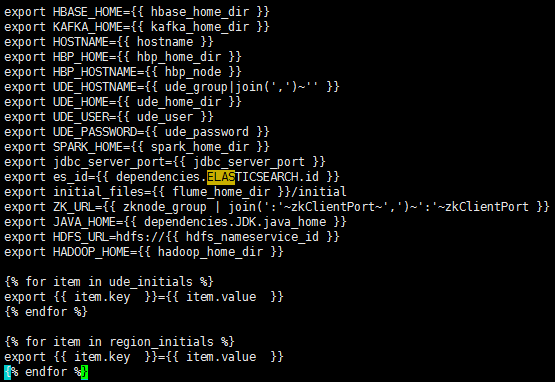 export HBASE_HOME={{ hbase_home_dir }}
export KAFKA_HOME={{ kafka_home_dir }}
export HOSTNAME={{ hostname }}
export HBP_HOME={{ hbp_home_dir }}
export HBP_HOSTNAME={{ hbp_node }}
export UDE_HOSTNAME={{ ude_group|join(',')~'' }}
export UDE_HOME={{ ude_home_dir }}
export UDE_USER={{ ude_user }}
export UDE_PASSWORD={{ ude_password }}
export SPARK_HOME={{ spark_home_dir }}
export jdbc_server_port={{ jdbc_server_port }}
export es_id={{ dependencies.ELASTICSEARCH.id }}
export initial_files={{ flume_home_dir }}/initial
export ZK_URL={{ zknode_group | join(':'~zkClientPort~',')~':'~zkClientPort }}
export JAVA_HOME={{ dependencies.JDK.java_home }}
export HDFS_URL=hdfs://{{ hdfs_nameservice_id }}
export HADOOP_HOME={{ hadoop_home_dir }}
{% for item in ude_initials %}
export {{ item.key  }}={{ item.value  }}
{% endfor %}
{% for item in region_initials %}
export {{ item.key  }}={{ item.value  }}
{% endfor %}